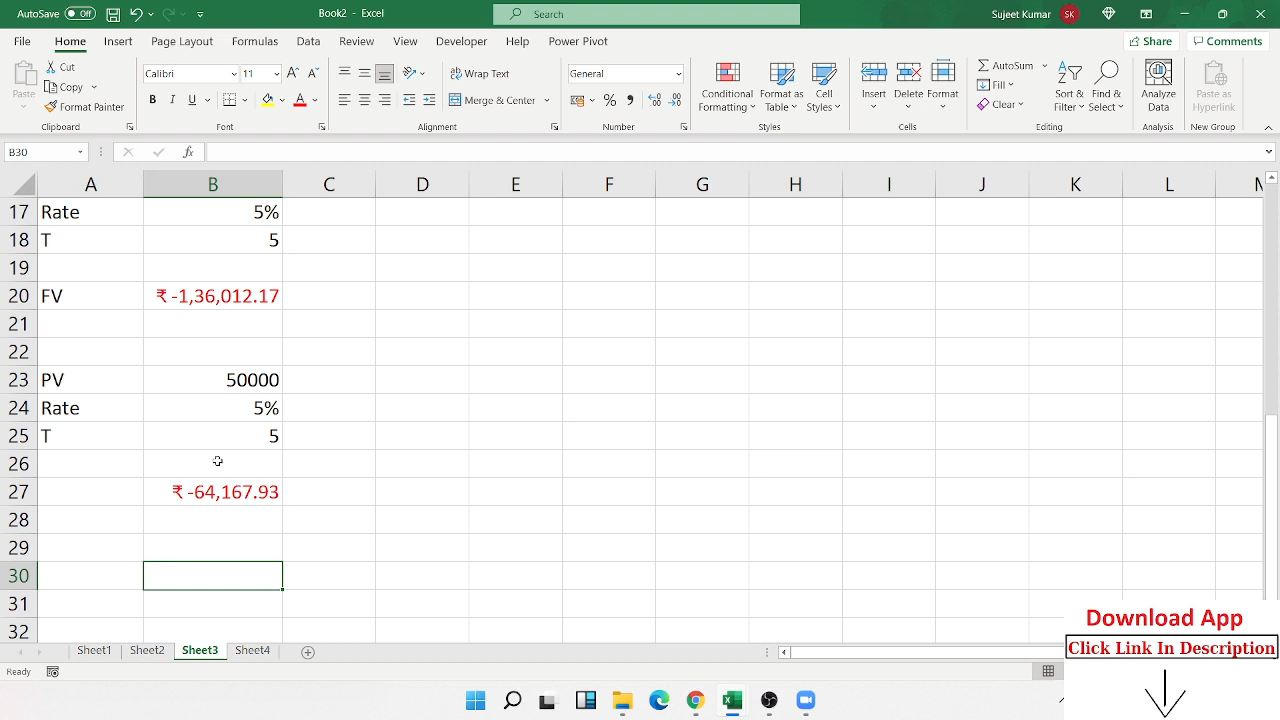 AutoSave Off Book2 - Excel Search Sujeet Kumar SK
File Home Insert Page Layout Formulas Data Review View Developer Help Power Pivot Share Comments
Paste Cut Copy Format Painter Clipboard
Calibri 11 B I U A Font
Wrap Text Merge & Center Alignment
General % Number
Conditional Formatting Format as Table Cell Styles Styles
Insert Delete Format Cells
AutoSum Fill Clear Sort & Filter Find & Select Editing
Analyze Data Analysis
Paste as Hyperlink New Group
B30 fx
A B C D E F G H I J K L M
17 Rate 5%
18 T 5
19
20 FV ₹ -1,36,012.17
21
22
23 PV 50000
24 Rate 5%
25 T 5
26
27 ₹ -64,167.93
28
29
30
31
32
Download App
Click Link In Description
Sheet1 Sheet2 Sheet3 Sheet4
Ready